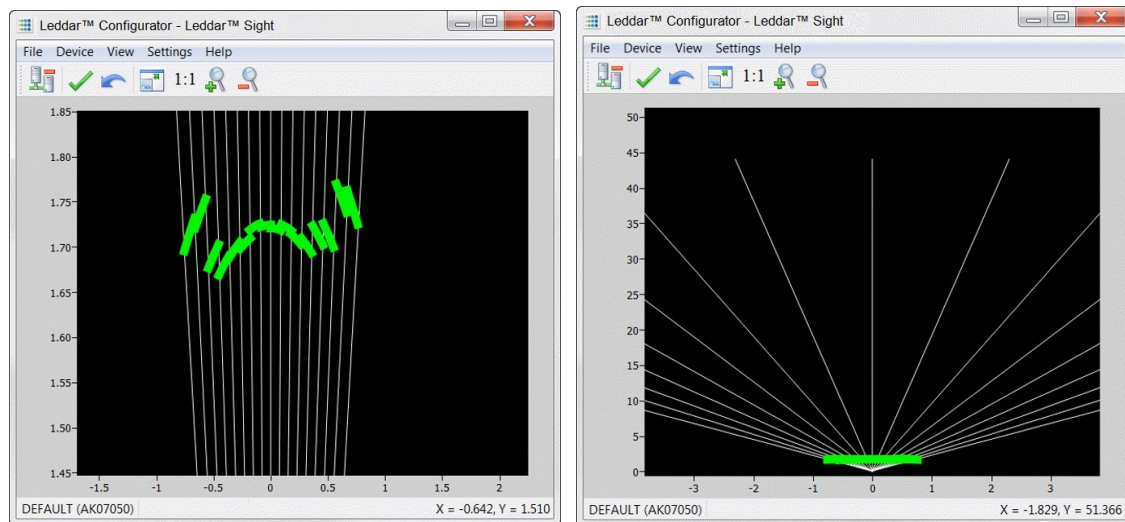 Leddar™ Configurator - Leddar™ Sight
File Device View Settings Help
1:1
1.85
1.80
1.75
1.70
1.65
1.60
1.55
1.50
1.45
-1.5 -1 -0.5 0 0.5 1 1.5 2
DEFAULT (AK07050) X = -0.642, Y = 1.510
Leddar™ Configurator - Leddar™ Sight
File Device View Settings Help
1:1
50
45
40
35
30
25
20
15
10
5
0
-3 -2 -1 0 1 2 3
DEFAULT (AK07050) X = -1.829, Y = 51.366